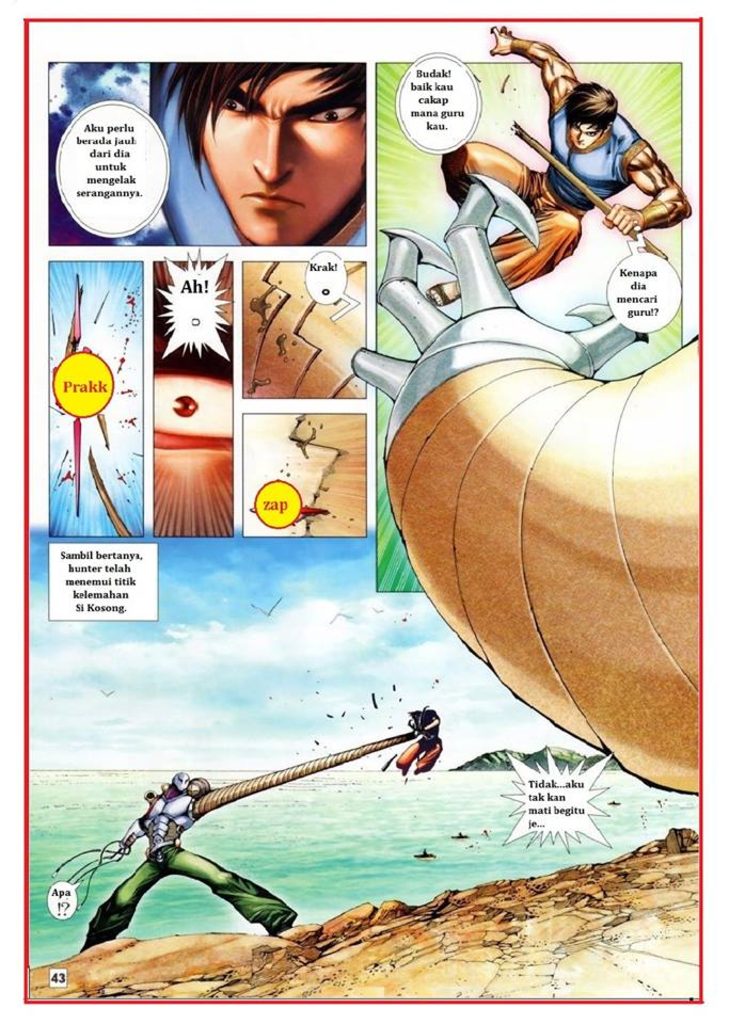 Aku perlu
berada jauh
dari dia
untuk
mengelak
serangannya.
Budak!
baik kau
cakap
mana guru
kau.
Kenapa
dia
mencari
guru!?
Prakk
Ah!
Krak!
zap
Sambil bertanya,
hunter telah
menemui titik
kelemahan
Si Kosong.
Tidak...aku
tak kan
mati begitu
je...
Apa
!?
43